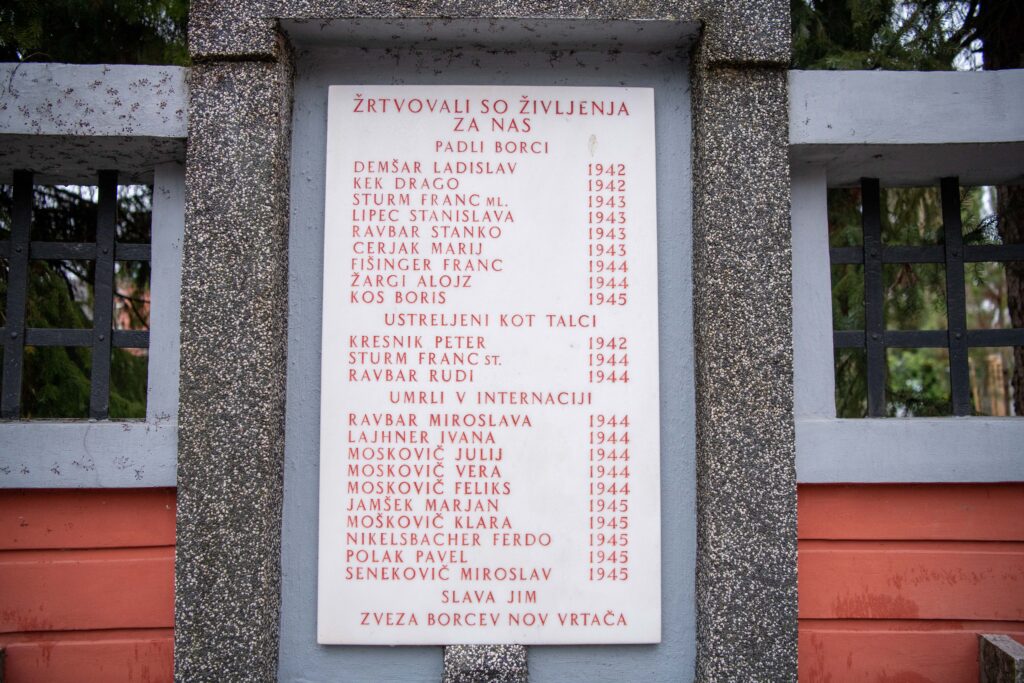 ŽRTVOVALI SO ŽIVLJENJA
ZA NAS
PADLI BORCI
DEMŠAR LADISLAV 1942
KEK DRAGO 1942
STURM FRANC ML. 1943
LIPEC STANISLAVA 1943
RAVBAR STANKO 1943
CERJAK MARIJ 1943
FIŠINGER FRANC 1944
ŽARGI ALOJZ 1944
KOS BORIS 1945
USTRELJENI KOT TALCI
KRESNIK PETER 1942
STURM FRANC ST. 1944
RAVBAR RUDI 1944
UMRLI V INTERNACIJI
RAVBAR MIROSLAVA 1944
LAJHNER IVANA 1944
MOSKOVIČ JULIJ 1944
MOSKOVIČ VERA 1944
MOSKOVIČ FELIKS 1944
JAMŠEK MARJAN 1945
MOŠKOVIČ KLARA 1945
NIKELSBACHER FERDO 1945
POLAK PAVEL 1945
SENEKOVIČ MIROSLAV 1945
SLAVA JIM
ZVEZA BORCEV NOV VRTAČA